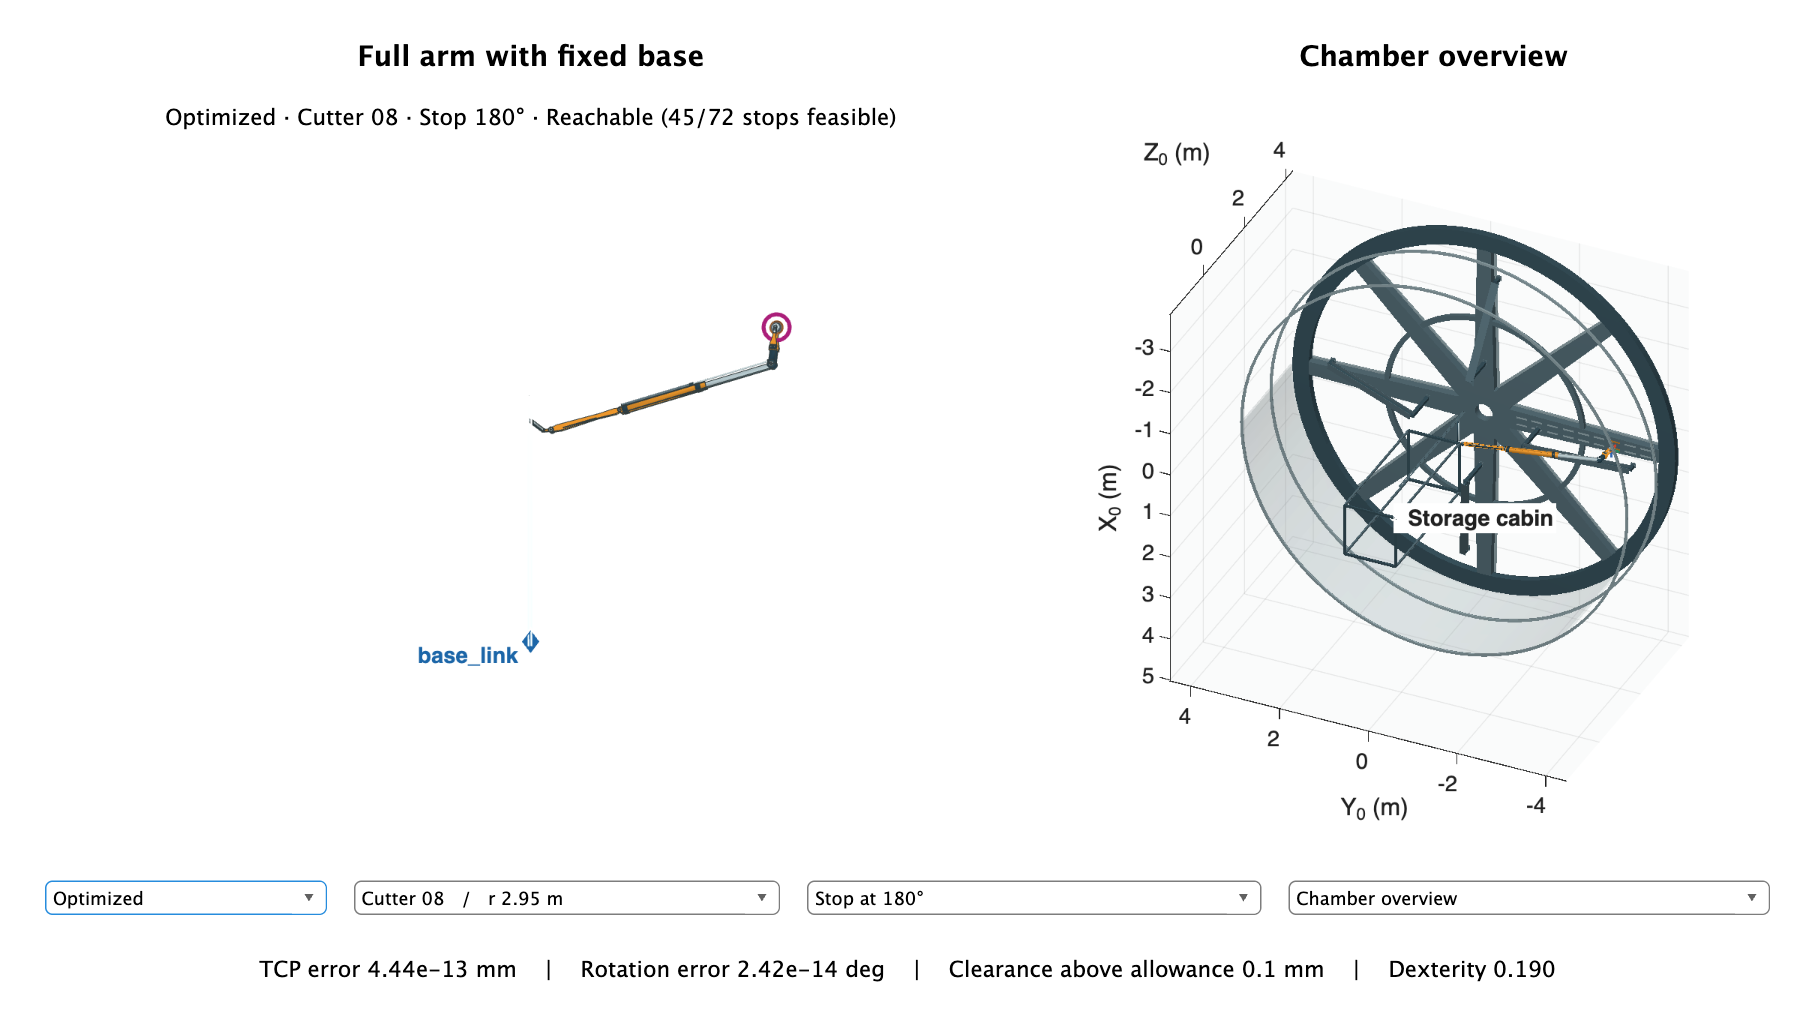 Full arm with fixed base
Optimized · Cutter 08 · Stop 180° · Reachable (45/72 stops feasible)
base_link
Chamber overview
Z₀ (m)
4
2
0
-3
-2
-1
0
1
2
3
4
5
X₀ (m)
Storage cabin
4
2
0
-2
-4
Y₀ (m)
Optimized
Cutter 08 / r 2.95 m
Stop at 180°
Chamber overview
TCP error 4.44e−13 mm | Rotation error 2.42e−14 deg | Clearance above allowance 0.1 mm | Dexterity 0.190